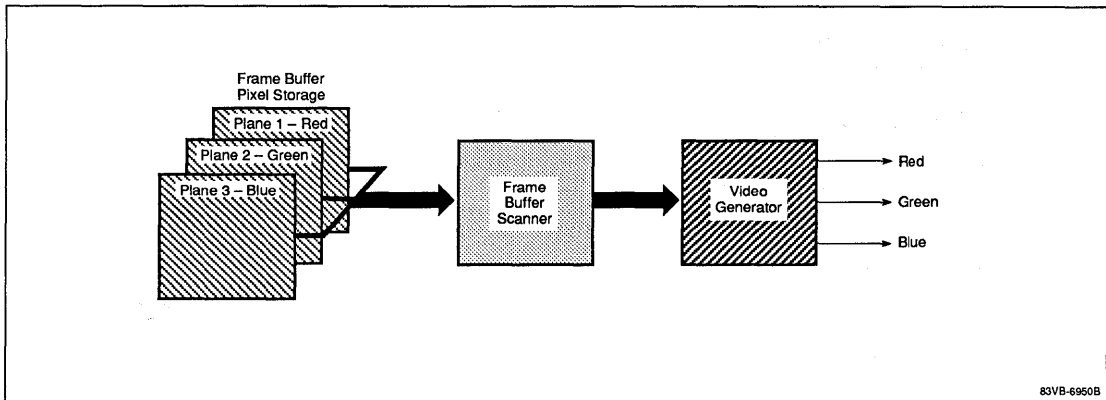 Frame Buffer
Pixel Storage
Plane 1 – Red
Plane 2 – Green
Plane 3 – Blue
Frame
Buffer
Scanner
Video
Generator
Red
Green
Blue
83VB-6950B